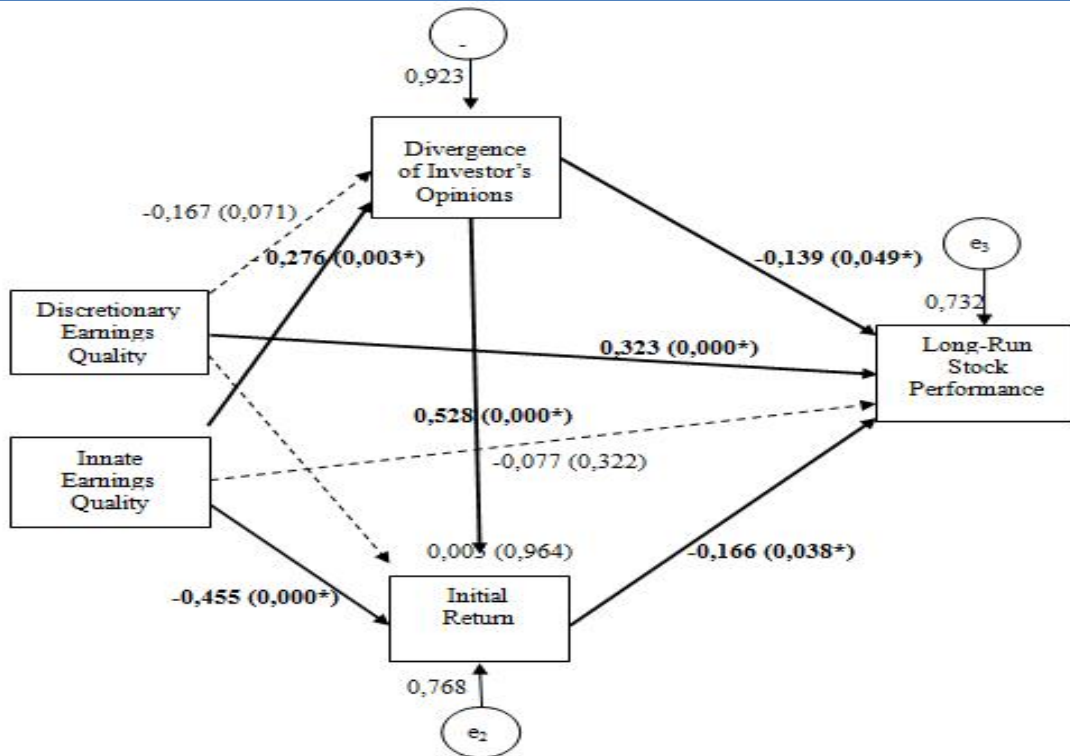 -
0,923
Divergence
of Investor's
Opinions
-0,167 (0,071)
- 0,276 (0,003*)
-0,139 (0,049*)
e3
0,732
Discretionary
Earnings
Quality
0,323 (0,000*)
Long-Run
Stock
Performance
0,528 (0,000*)
Innate
Earnings
Quality
-0,077 (0,322)
(0,964)
-0,166 (0,038*)
-0,455 (0,000*)
Initial
Return
0,768
e2